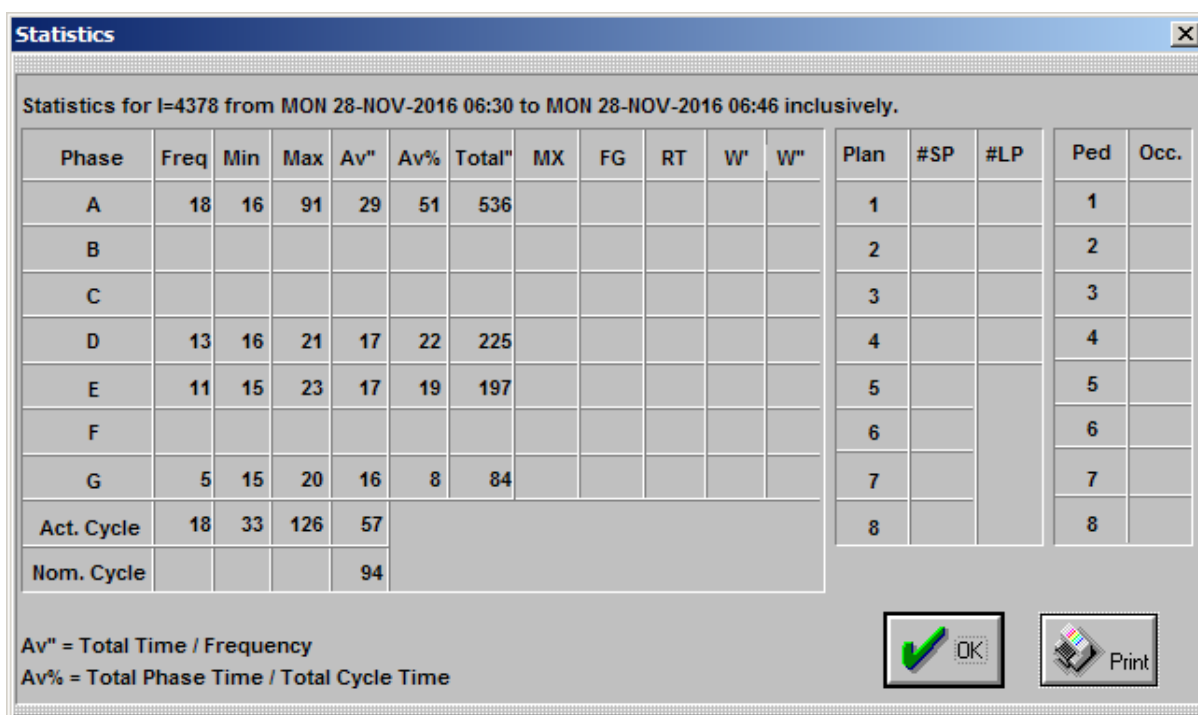 Statistics
Statistics for I=4378 from MON 28-NOV-2016 06:30 to MON 28-NOV-2016 06:46 inclusively.
Phase Freq Min Max Av" Av% Total" MX FG RT W' W"
A 18 16 91 29 51 536
B
C
D 13 16 21 17 22 225
E 11 15 23 17 19 197
F
G 5 15 20 16 8 84
Act. Cycle 18 33 126 57
Nom. Cycle 94
Plan #SP #LP
1
2
3
4
5
6
7
8
Ped Occ.
1
2
3
4
5
6
7
8
Av" = Total Time / Frequency
Av% = Total Phase Time / Total Cycle Time
OK
Print